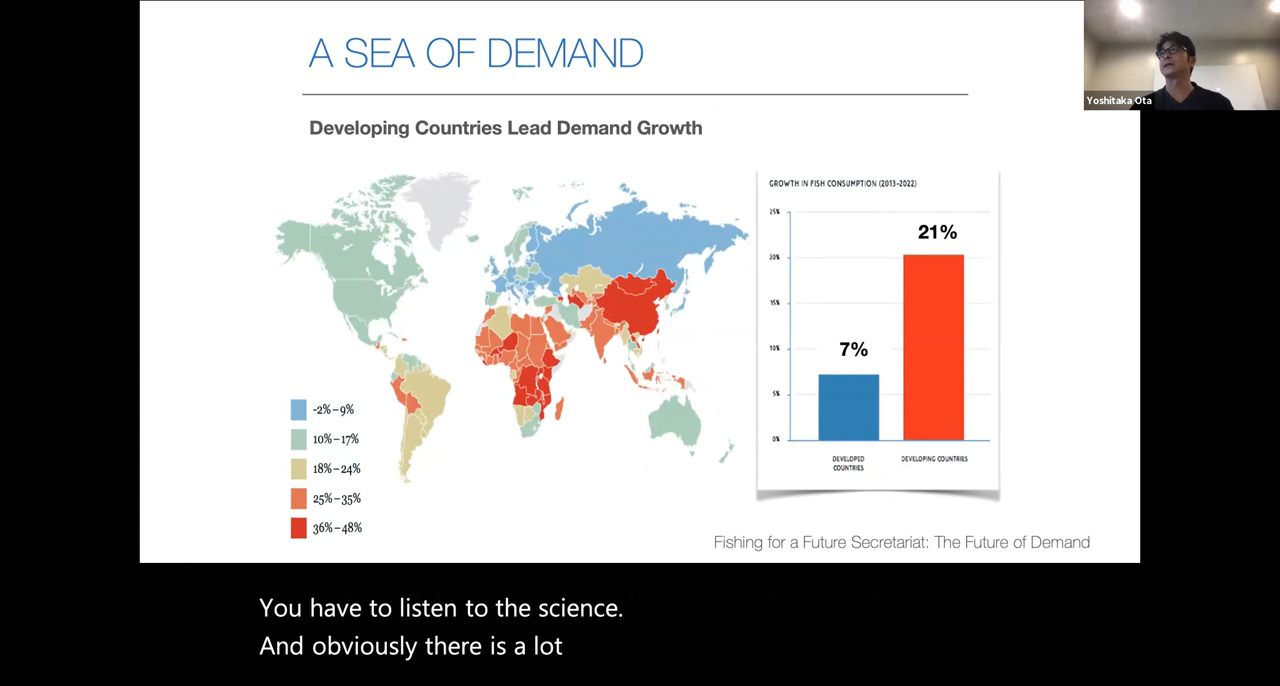 A SEA OF DEMAND
Yoshitaka Ota
Developing Countries Lead Demand Growth
GROWTH IN FISH CONSUMPTION (2013-2022)
25%
21%
20%
15%
10%
7%
5%
0%
DEVELOPED
COUNTRIES
DEVELOPING COUNTRIES
-2%–9%
10%–17%
18%–24%
25%–35%
36%–48%
Fishing for a Future Secretariat: The Future of Demand
You have to listen to the science.
And obviously there is a lot